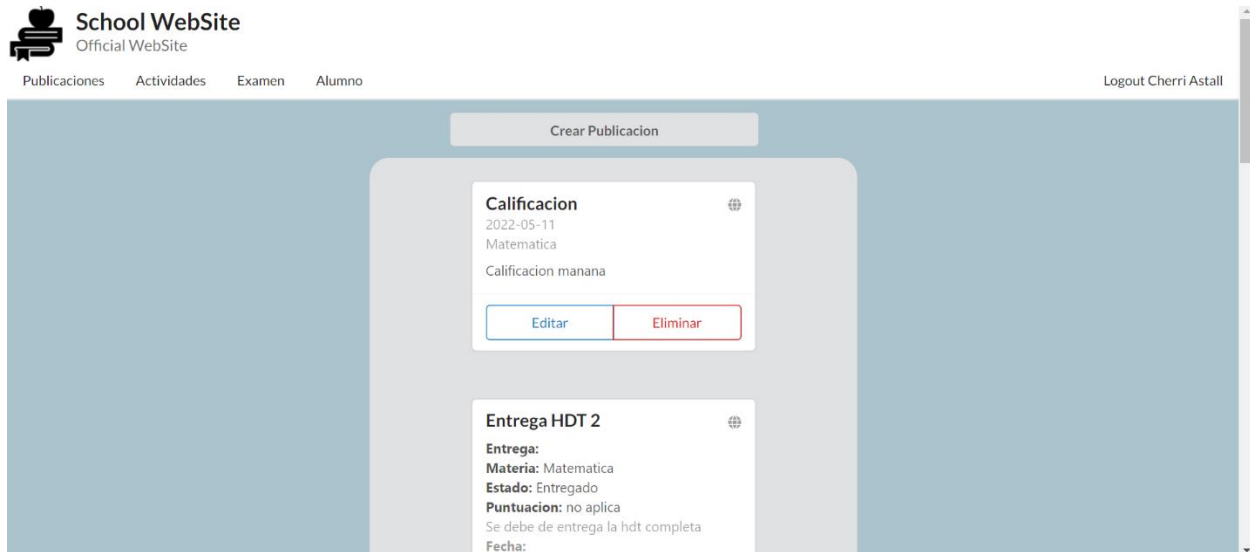 School WebSite
Official WebSite
Publicaciones Actividades Examen Alumno Logout Cherri Astall
Crear Publicacion
Calificacion
2022-05-11
Matematica
Calificacion manana
Editar Eliminar
Entrega HDT 2
Entrega:
Materia: Matematica
Estado: Entregado
Puntuacion: no aplica
Se debe de entrega la hdt completa
Fecha: